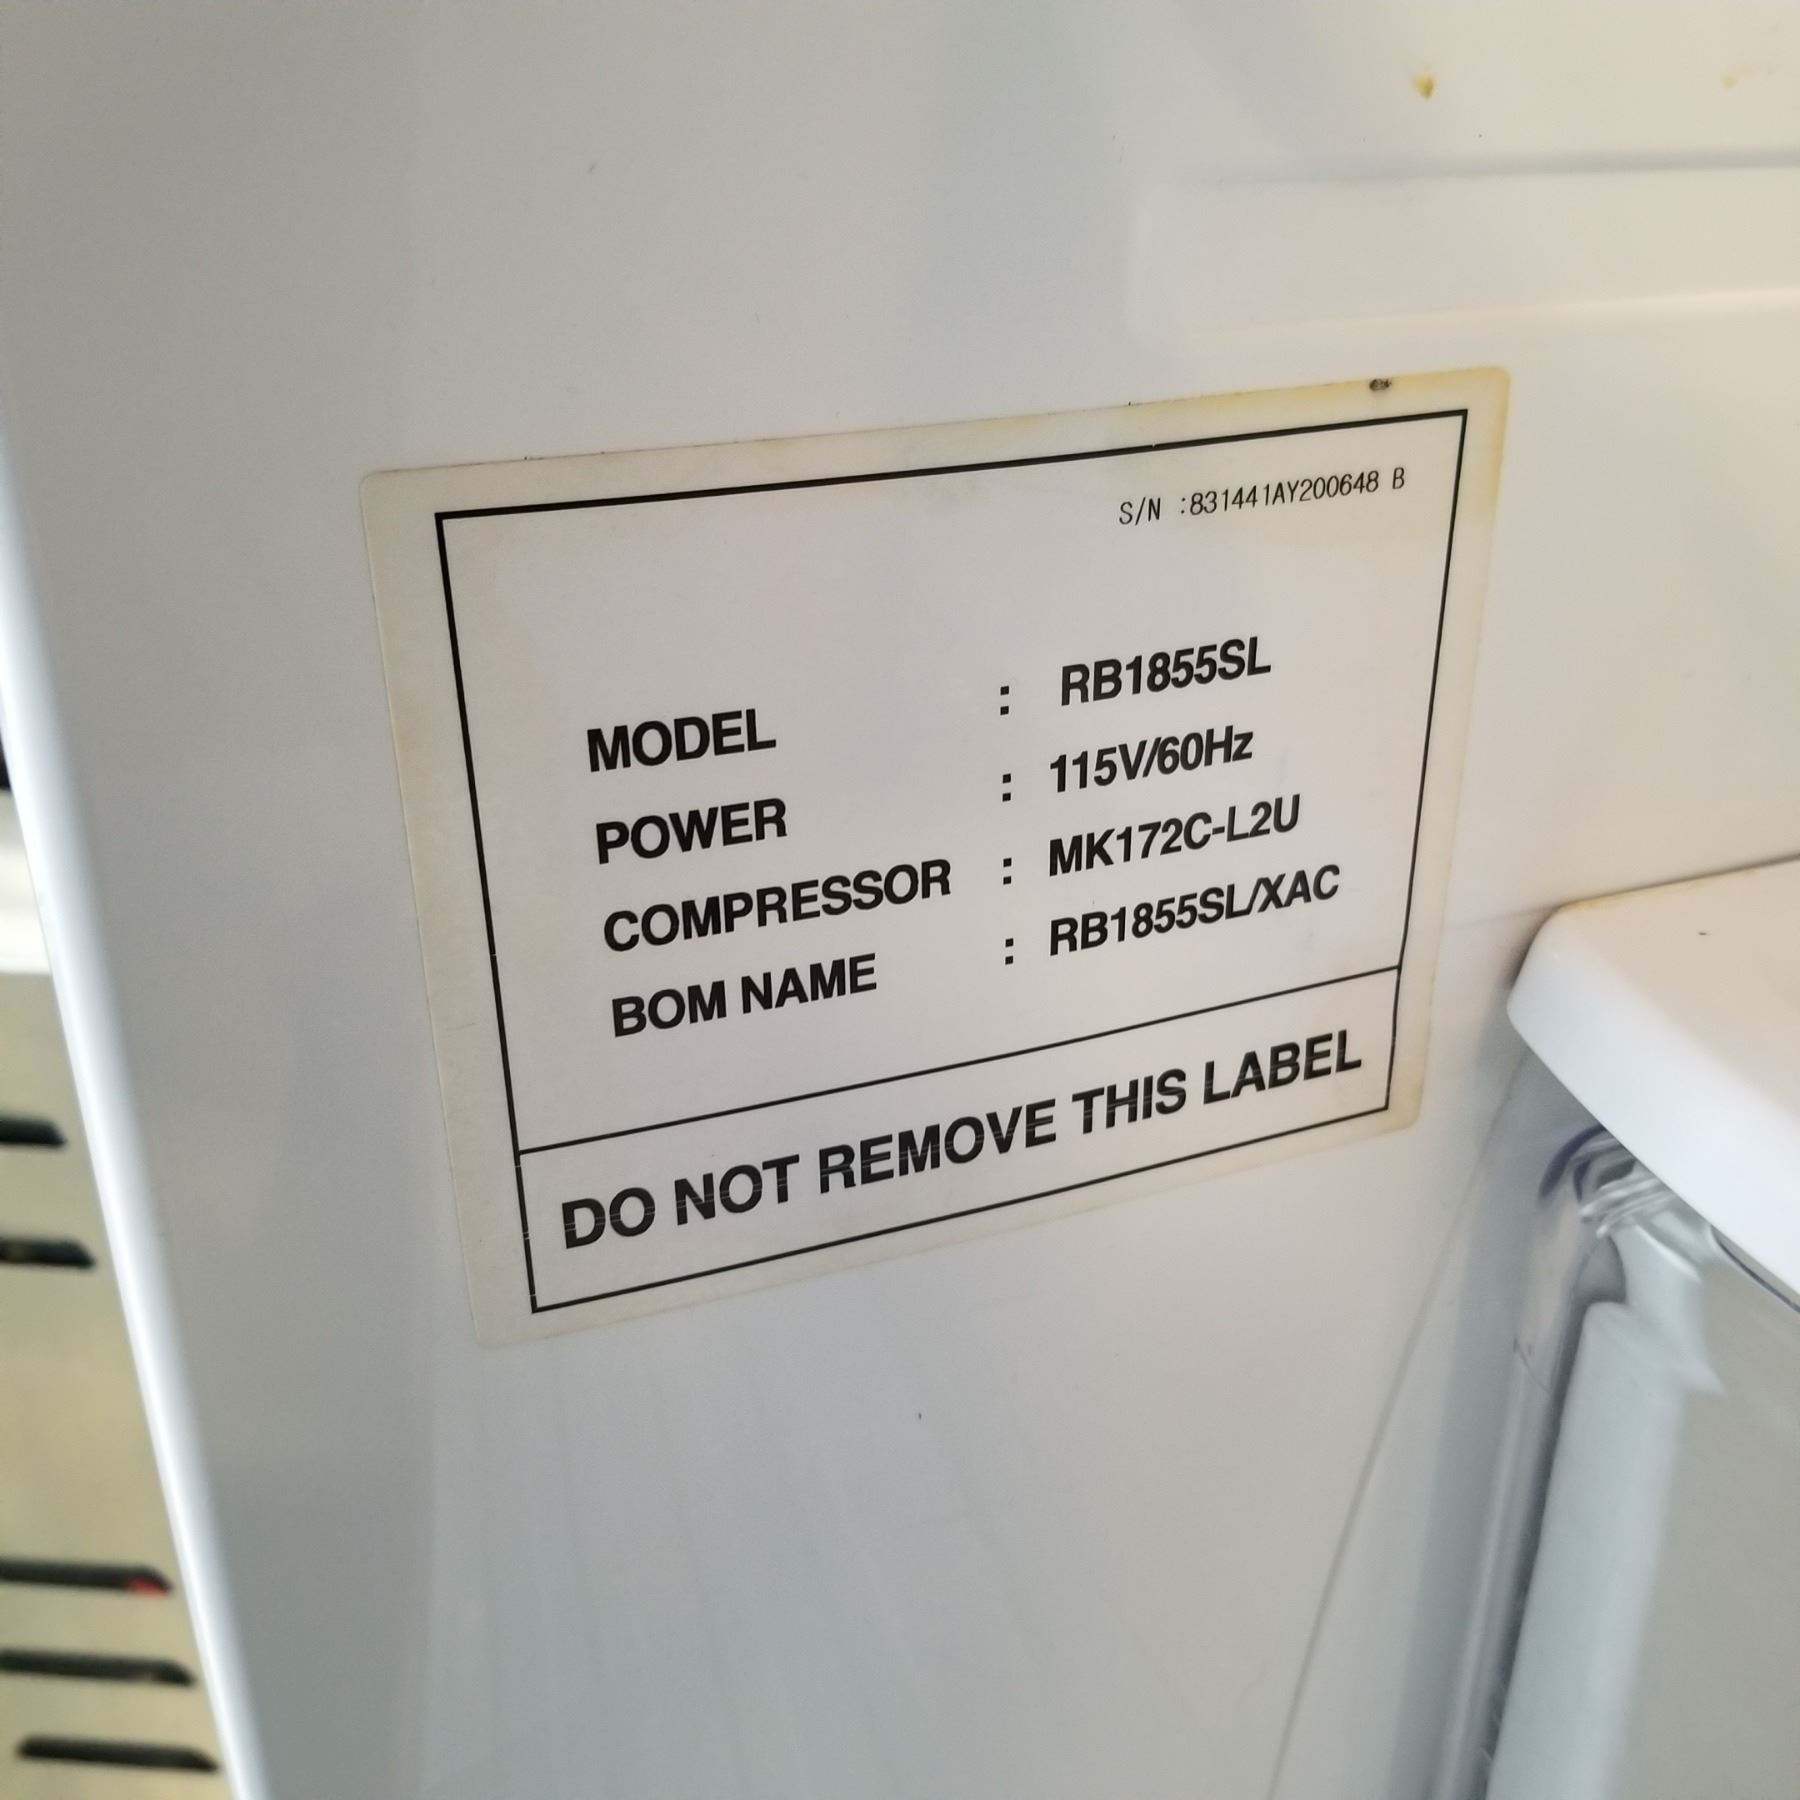 S/N :831441AY200648 B
MODEL : RB1855SL
POWER : 115V/60Hz
COMPRESSOR : MK172C-L2U
BOM NAME : RB1855SL/XAC
DO NOT REMOVE THIS LABEL